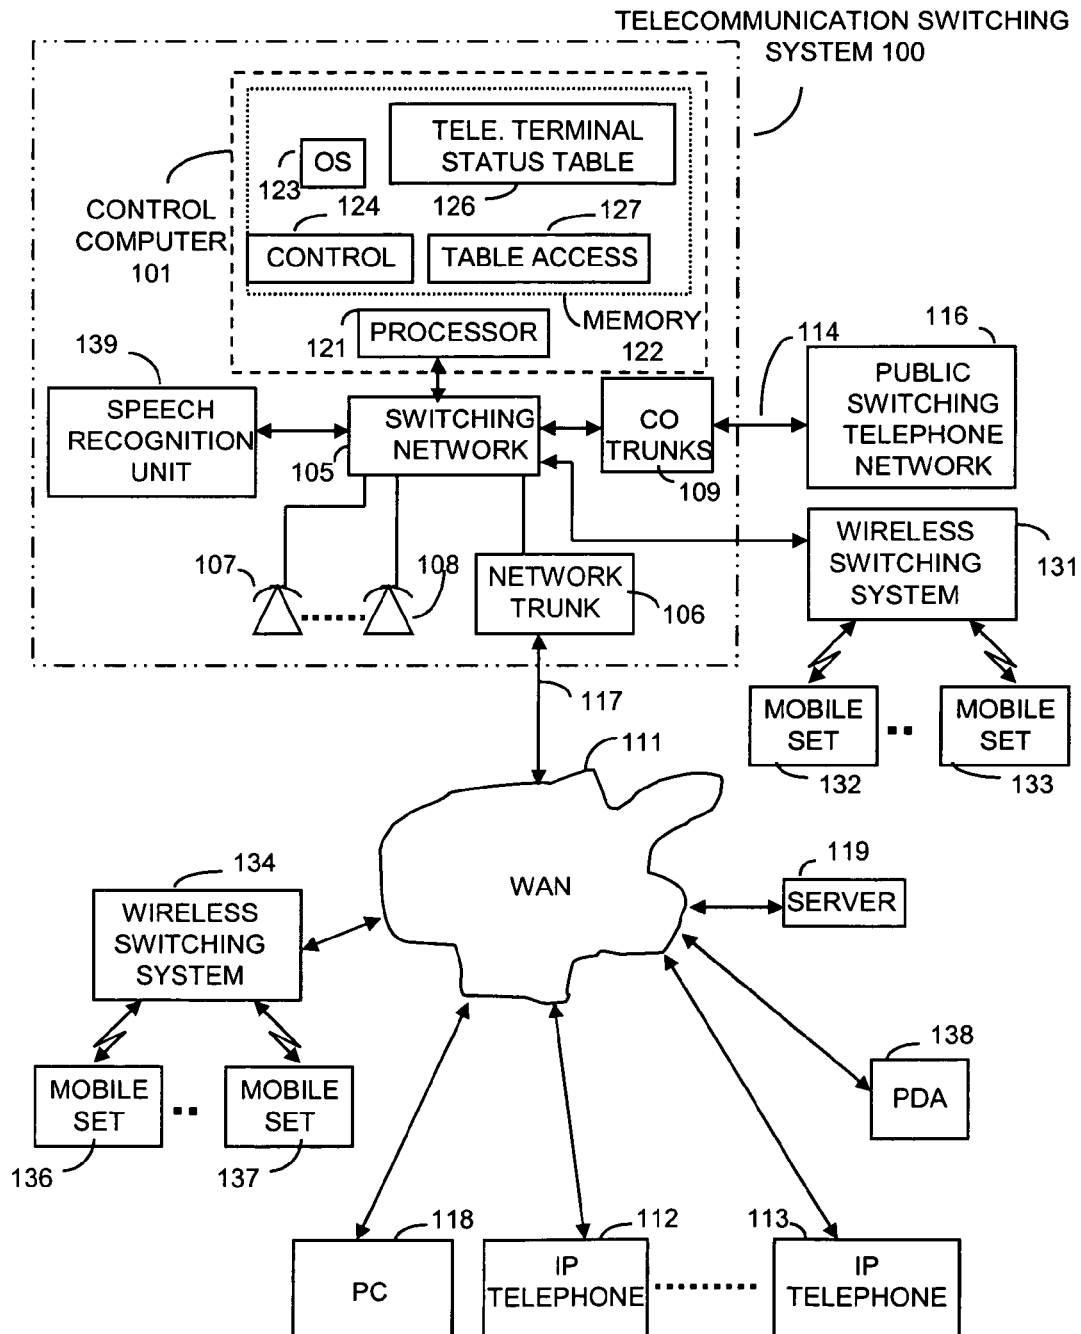 TELECOMMUNICATION SWITCHING
SYSTEM 100
TELE. TERMINAL
STATUS TABLE
OS
123
126
124
127
CONTROL
COMPUTER
101
CONTROL
TABLE ACCESS
MEMORY
122
121
PROCESSOR
139
SPEECH
RECOGNITION
UNIT
SWITCHING
NETWORK
105
CO
TRUNKS
109
114
116
PUBLIC
SWITCHING
TELEPHONE
NETWORK
WIRELESS
SWITCHING
SYSTEM
131
107
108
NETWORK
TRUNK
106
117
MOBILE
SET
132
MOBILE
SET
133
111
WAN
119
SERVER
134
WIRELESS
SWITCHING
SYSTEM
138
PDA
MOBILE
SET
136
MOBILE
SET
137
118
PC
112
IP
TELEPHONE
113
IP
TELEPHONE